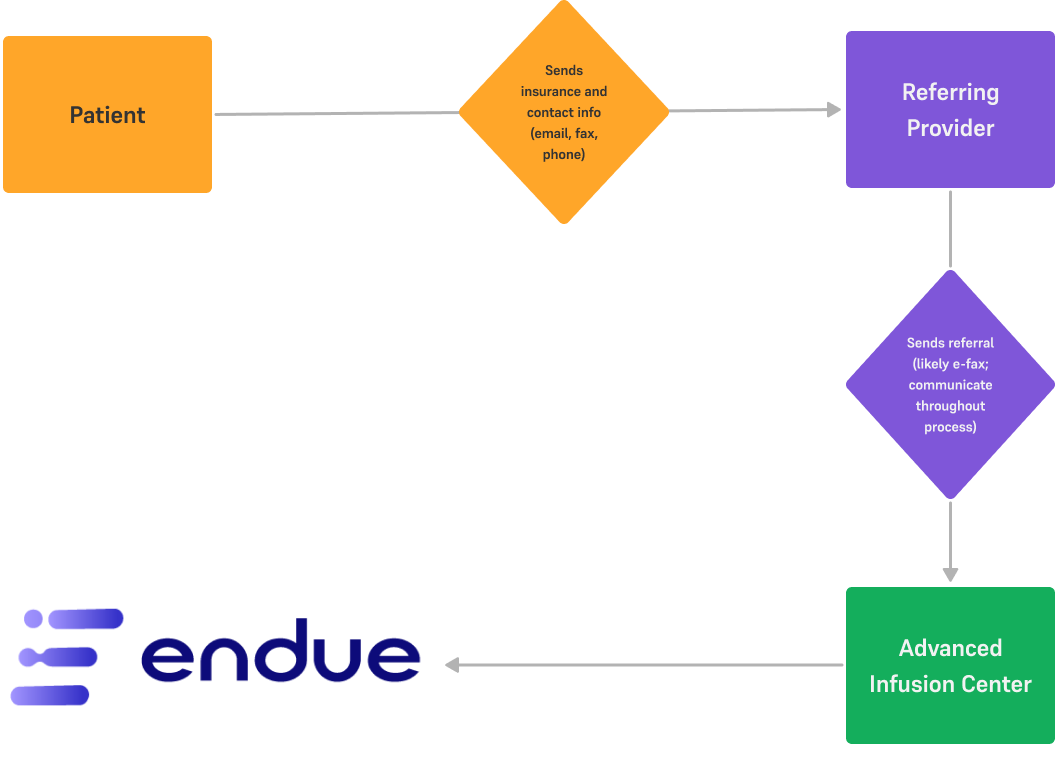 Patient
Sends
insurance and
contact info
(email, fax,
phone)
Referring
Provider
Sends referral
(likely e-fax;
communicate
throughout
process)
endue
Advanced
Infusion Center